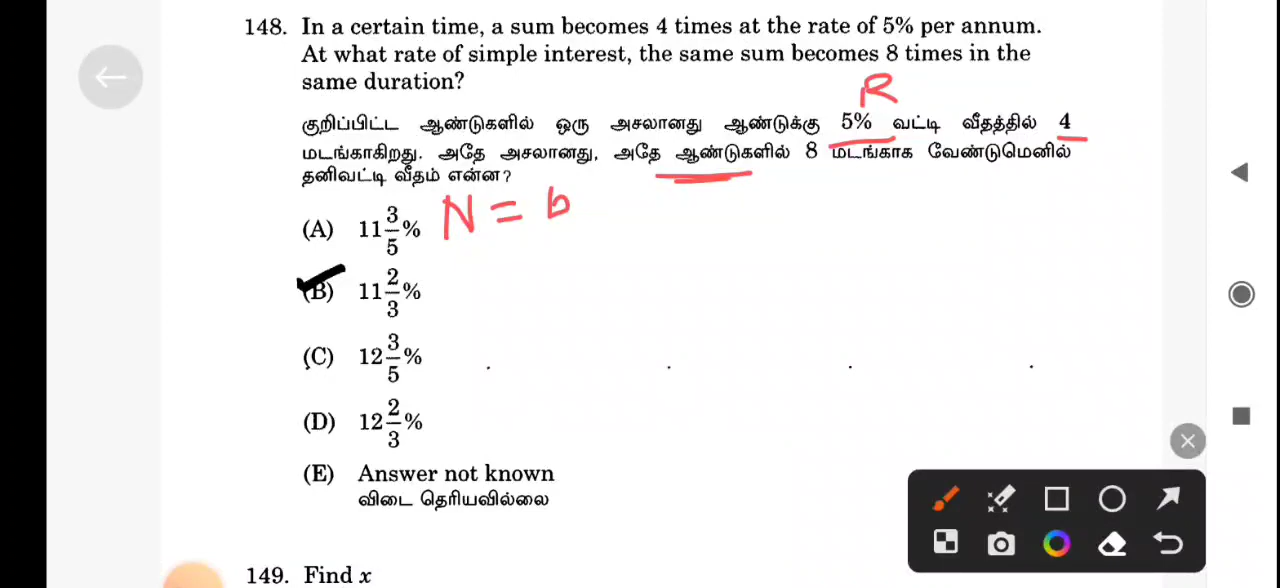 148. In a certain time, a sum becomes 4 times at the rate of 5% per annum.
At what rate of simple interest, the same sum becomes 8 times in the
same duration?
R
குறிப்பிட்ட ஆண்டுகளில் ஒரு அசலானது ஆண்டுக்கு 5% வட்டி வீதத்தில் 4
மடங்காகிறது. அதே அசலானது, அதே ஆண்டுகளில் 8 மடங்காக வேண்டுமெனில்
தனிவட்டி வீதம் என்ன?
(A) 11 3/5 %
N = b
(B) 11 2/3 %
(C) 12 3/5 %
(D) 12 2/3 %
(E) Answer not known
விடை தெரியவில்லை
149. Find x